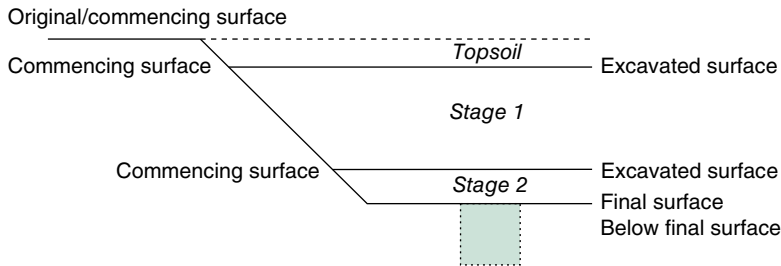 Original/commencing surface
Topsoil
Commencing surface
Excavated surface
Stage 1
Commencing surface
Excavated surface
Stage 2
Final surface
Below final surface